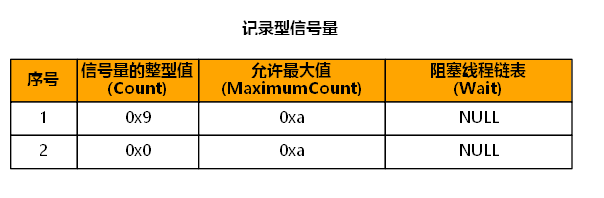 记录型信号量
序号 信号量的整型值 (Count) 允许最大值 (MaximumCount) 阻塞线程链表 (Wait)
1 0x9 0xa NULL
2 0x0 0xa NULL